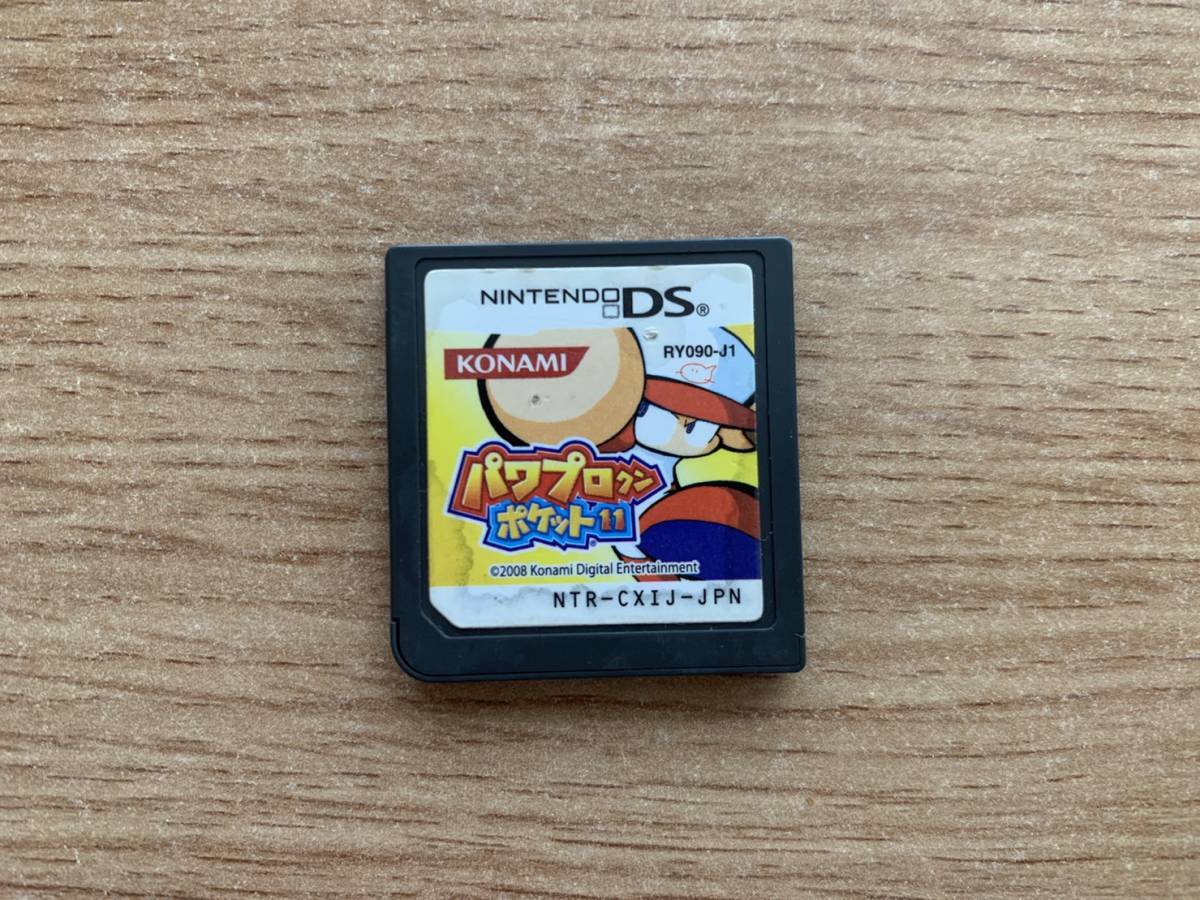 NINTENDO DS®
KONAMI
RY090-J1
パワプロクン
ポケット11
©2008 Konami Digital Entertainment
NTR-CXIJ-JPN